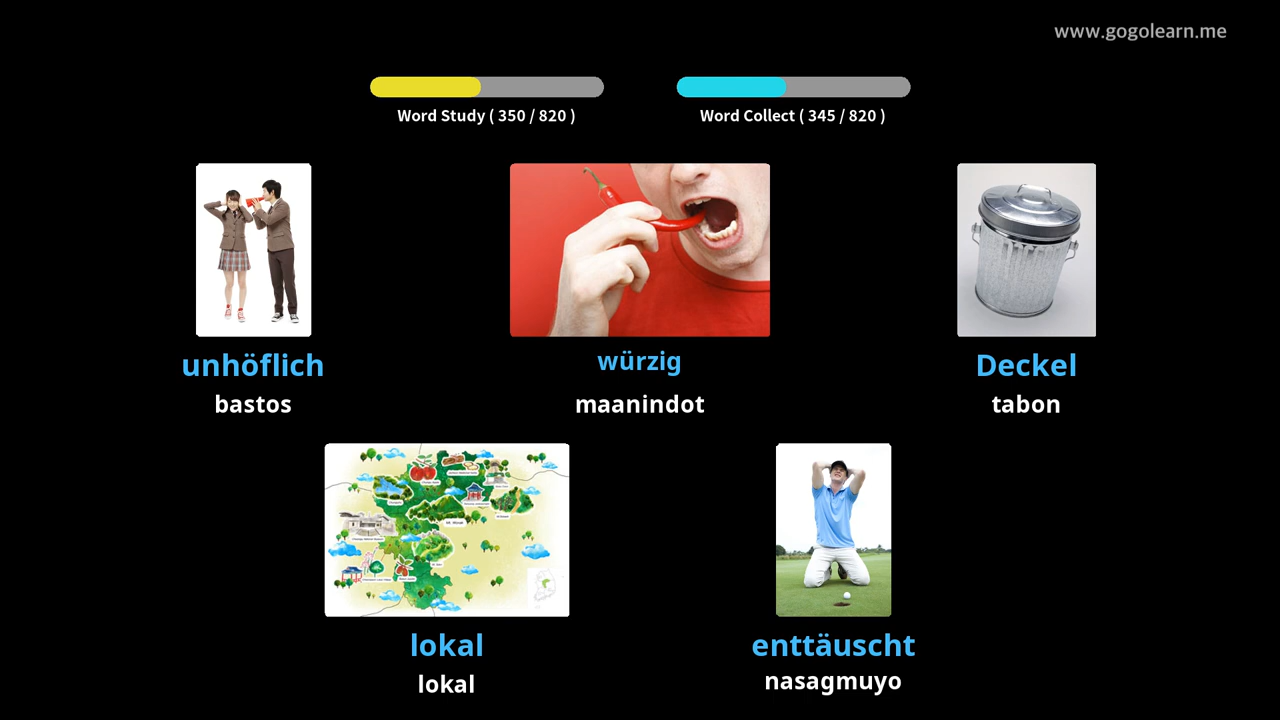 www.gogolearn.me
Word Study ( 350 / 820 )
Word Collect ( 345 / 820 )
unhöflich
bastos
würzig
maanindot
Deckel
tabon
lokal
lokal
enttäuscht
nasagmuyo